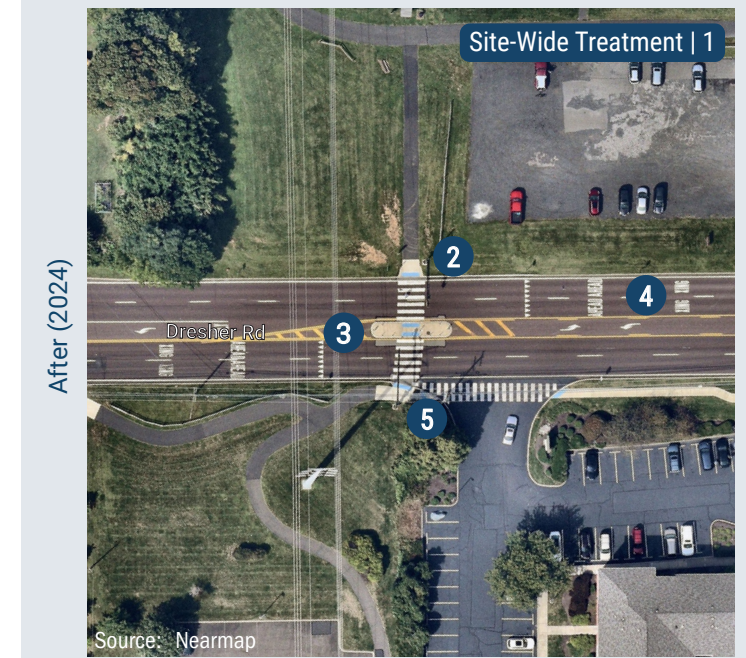 Site-Wide Treatment | 1
After (2024)
2
4
Dresher Rd
3
5
Source: Nearmap